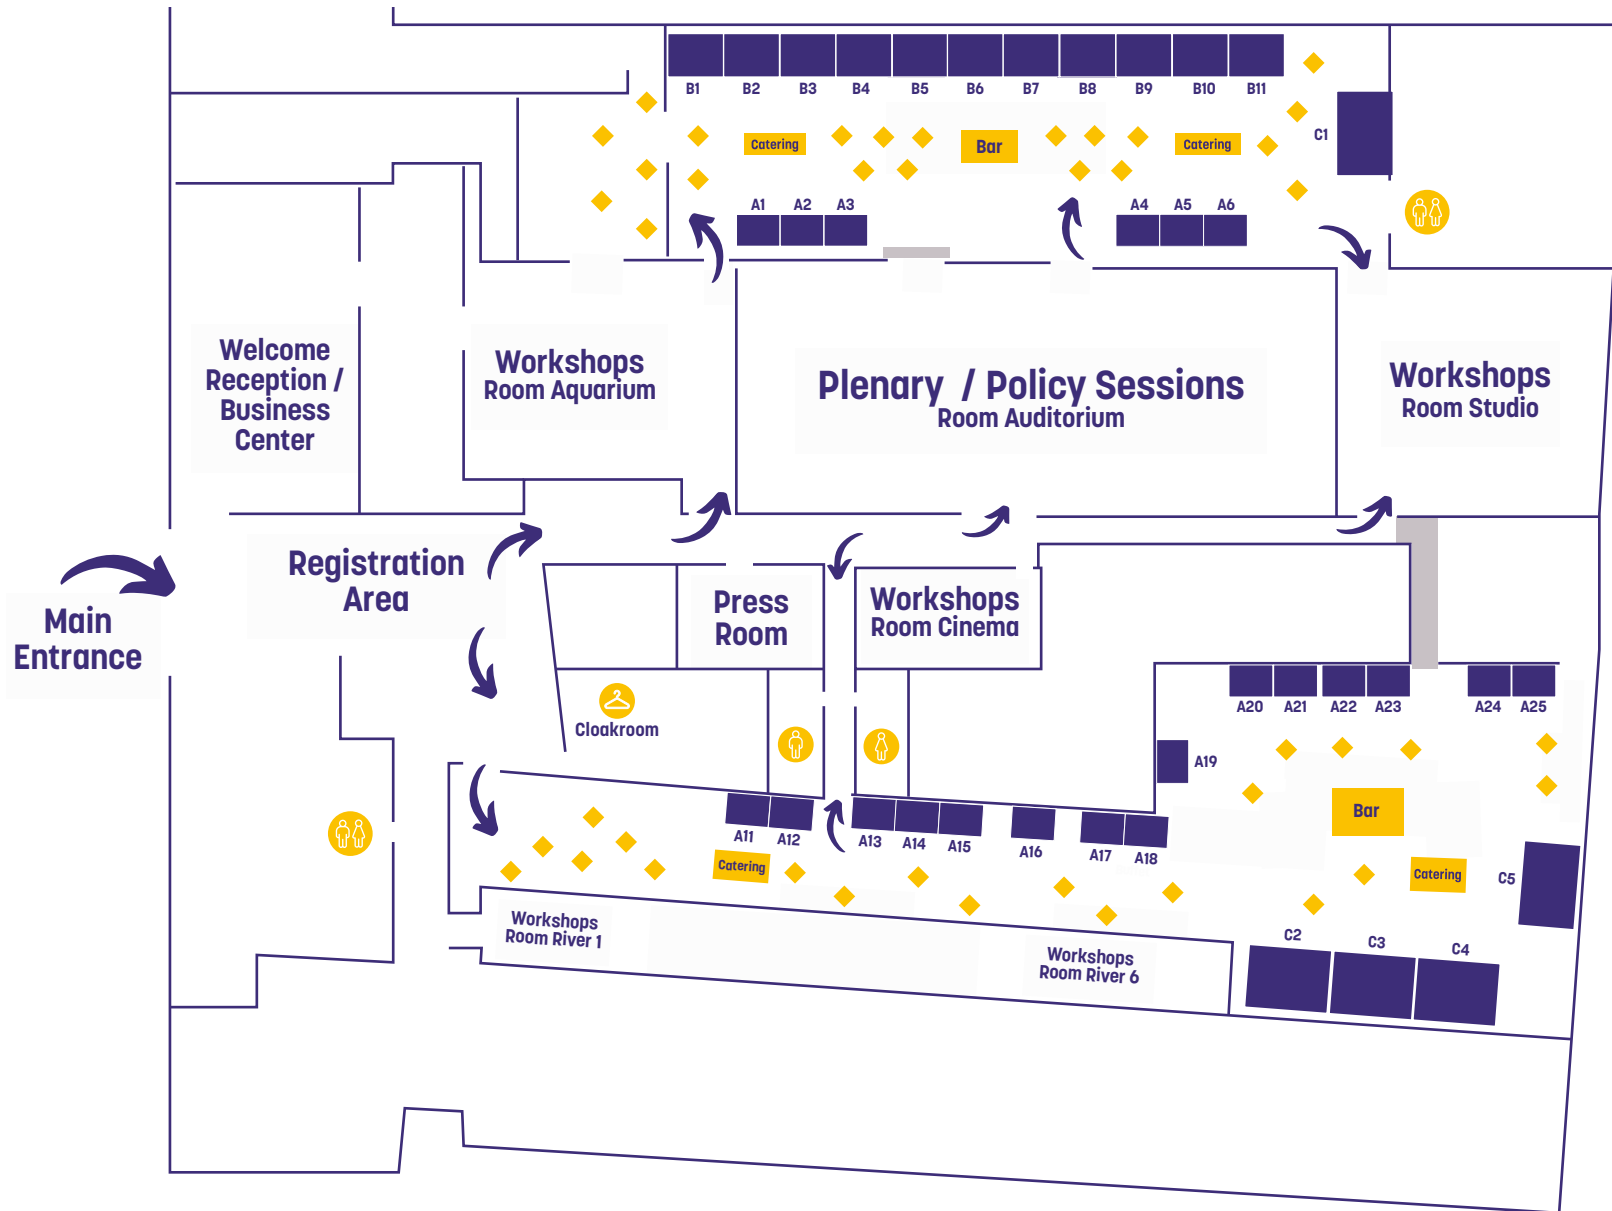 B1
B2
B3
B4
B5
B6
B7
B8
B9
B10
B11
C1
Catering
Bar
Catering
A1
A2
A3
A4
A5
A6
Welcome
Reception /
Business
Center
Workshops
Room Aquarium
Plenary / Policy Sessions
Room Auditorium
Workshops
Room Studio
Registration
Area
Main
Entrance
Press
Room
Workshops
Room Cinema
Cloakroom
A20
A21
A22
A23
A24
A25
A19
Bar
A11
A12
A13
A14
A15
A16
A17
A18
Catering
Catering
C5
Workshops
Room River 1
Workshops
Room River 6
C2
C3
C4